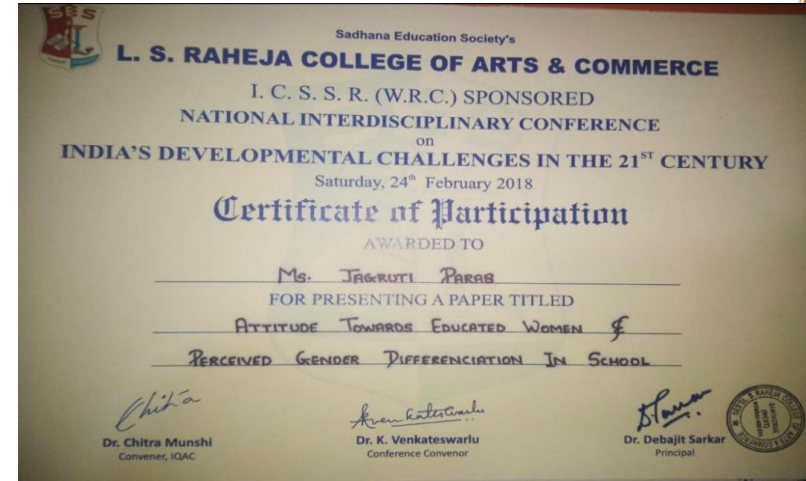 SES
Sadhana Education Society's
L. S. RAHEJA COLLEGE OF ARTS & COMMERCE
I. C. S. S. R. (W.R.C.) SPONSORED
NATIONAL INTERDISCIPLINARY CONFERENCE
on
INDIA'S DEVELOPMENTAL CHALLENGES IN THE 21ST CENTURY
Saturday, 24th February 2018
Certificate of Participation
AWARDED TO
Ms. JAGRUTI PARAB
FOR PRESENTING A PAPER TITLED
ATTITUDE TOWARDS EDUCATED WOMEN &
PERCEIVED GENDER DIFFERENCIATION IN SCHOOL
Chitra
Dr. Chitra Munshi
Convener, IQAC
Dr. K. Venkateswarlu
Conference Convenor
Dr. Debajit Sarkar
Principal